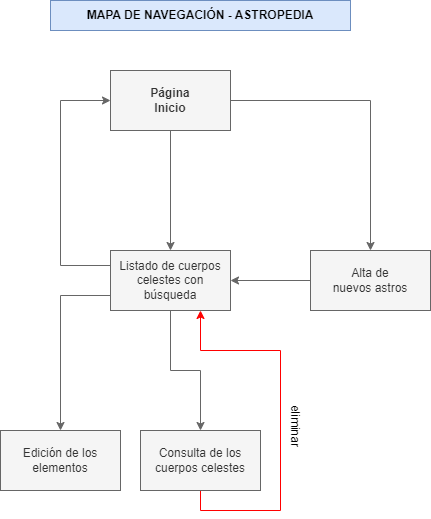 MAPA DE NAVEGACIÓN - ASTROPEDIA
Página
Inicio
Listado de cuerpos
celestes con
búsqueda
Alta de
nuevos astros
eliminar
Edición de los
elementos
Consulta de los
cuerpos celestes